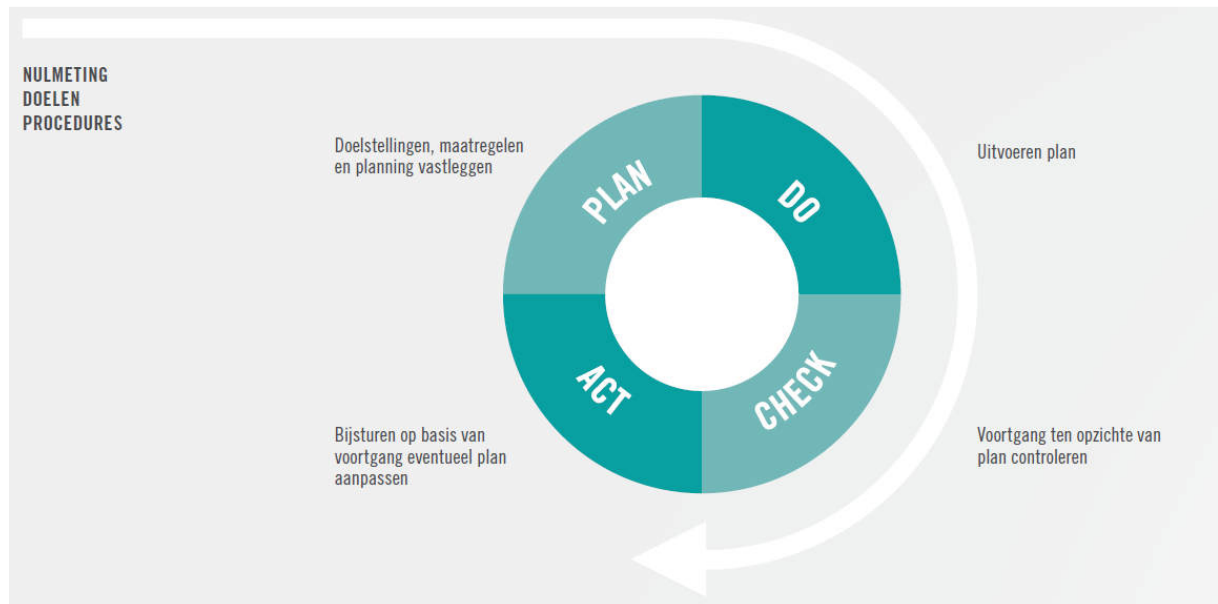 NULMETING
DOELEN
PROCEDURES
Doelstellingen, maatregelen
en planning vastleggen
PLAN
DO
Uitvoeren plan
ACT
CHECK
Bijsturen op basis van
voortgang eventueel plan
aanpassen
Voortgang ten opzichte van
plan controleren